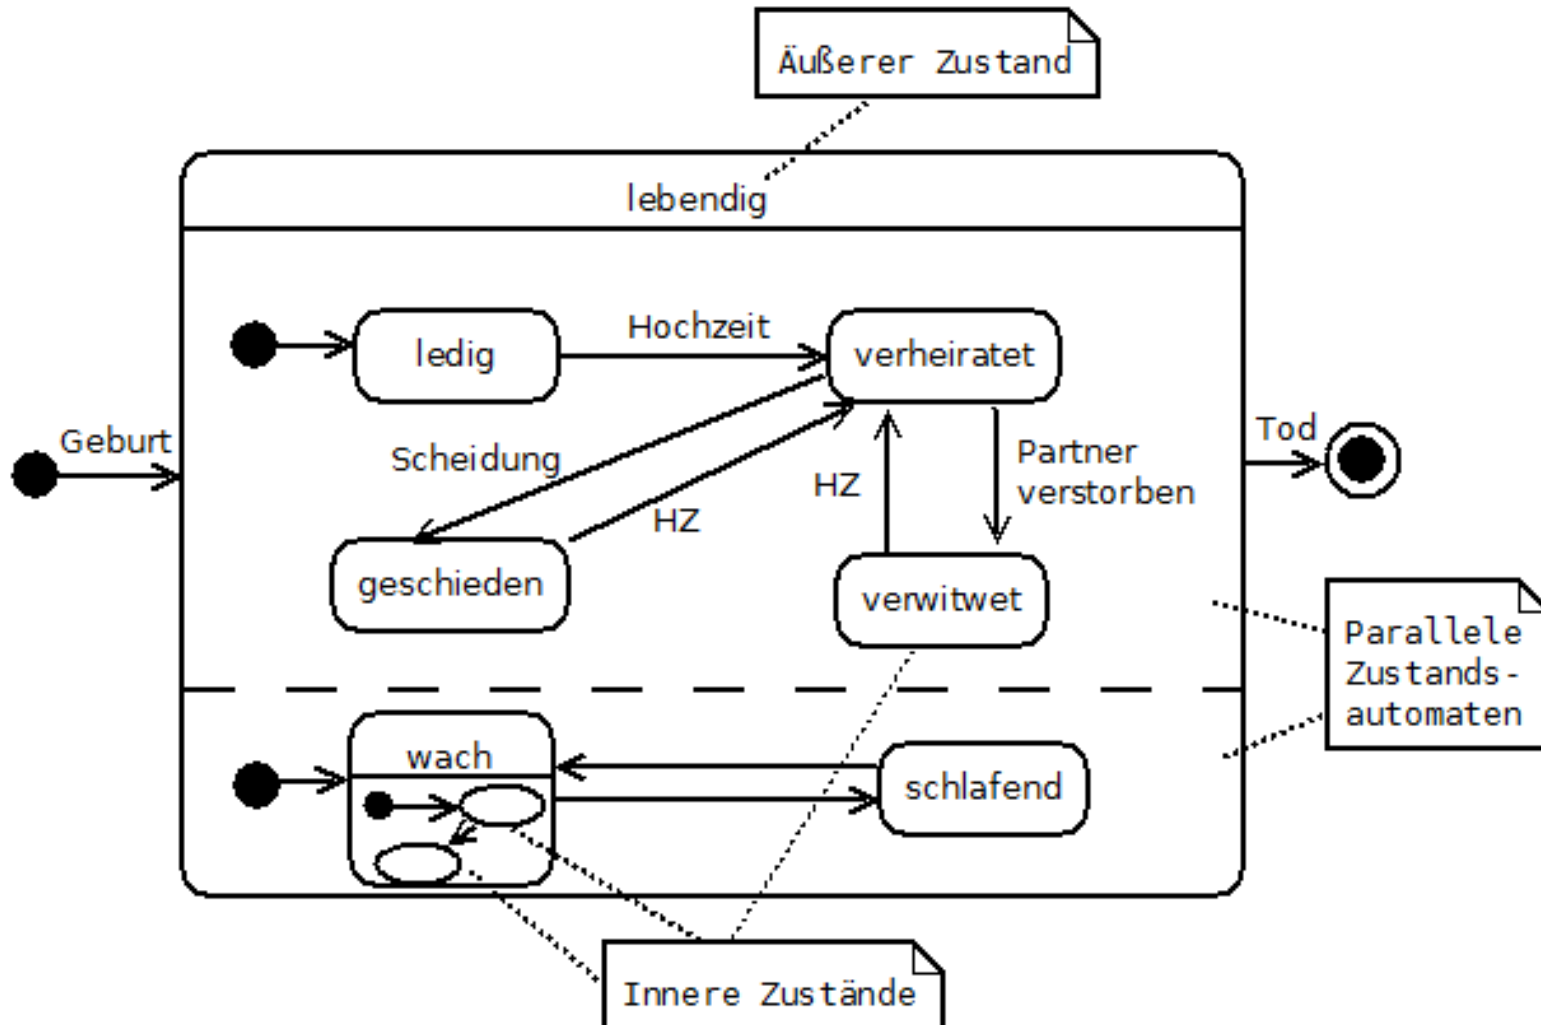 Äußerer Zustand
lebendig
ledig
Hochzeit
verheiratet
Geburt
Tod
Scheidung
HZ
HZ
Partner
verstorben
geschieden
verwitwet
Parallele
Zustands-
automaten
wach
schlafend
Innere Zustände